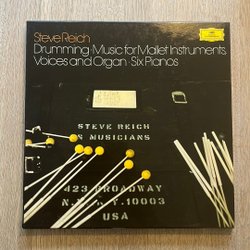 Steve Reich
Drumming · Music for Mallet Instruments,
Voices and Organ · Six Pianos
STEVE REICH
& MUSICIANS
423 BROADWAY
N.Y. N.Y. 10003
USA